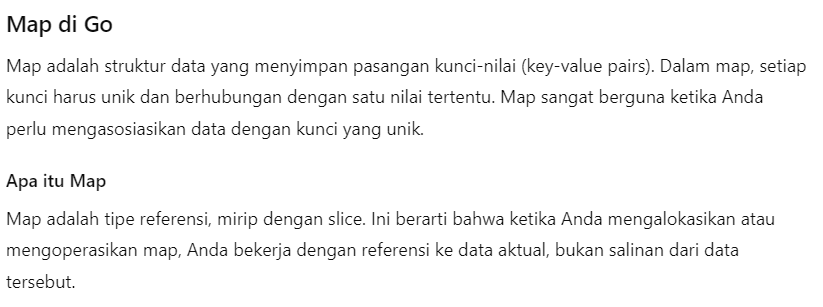 Map di Go
Map adalah struktur data yang menyimpan pasangan kunci-nilai (key-value pairs). Dalam map, setiap
kunci harus unik dan berhubungan dengan satu nilai tertentu. Map sangat berguna ketika Anda
perlu mengasosiasikan data dengan kunci yang unik.
Apa itu Map
Map adalah tipe referensi, mirip dengan slice. Ini berarti bahwa ketika Anda mengalokasikan atau
mengoperasikan map, Anda bekerja dengan referensi ke data aktual, bukan salinan dari data
tersebut.